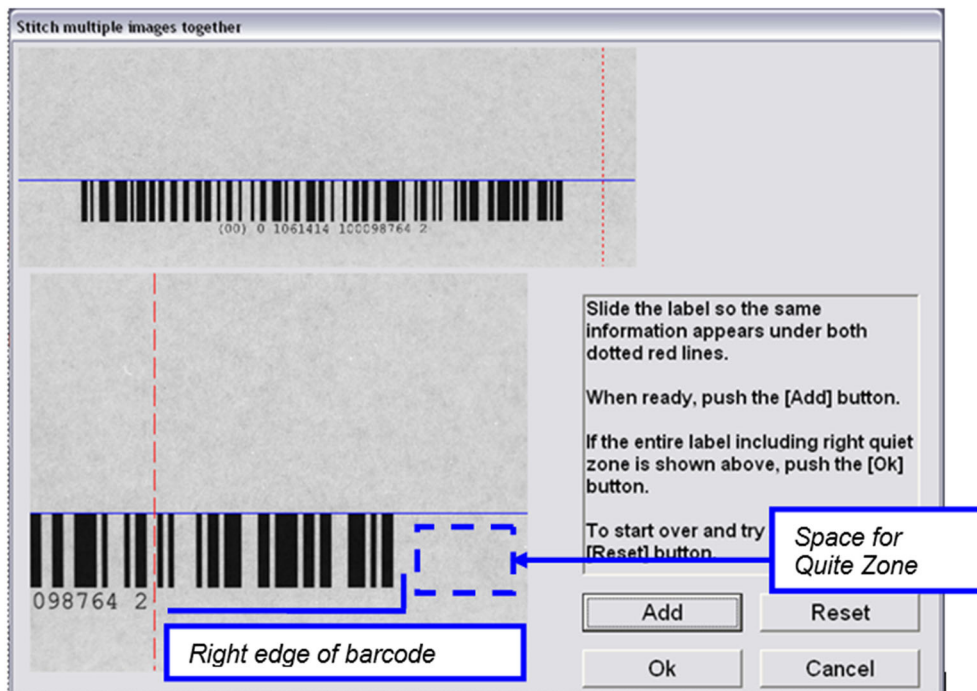 Stitch multiple images together
(00) 0 1061414 100098764 2
Slide the label so the same
information appears under both
dotted red lines.
When ready, push the [Add] button.
If the entire label including right quiet
zone is shown above, push the [Ok]
button.
To start over and try
[Reset] button.
Space for
Quite Zone
098764 2
Right edge of barcode
Add
Reset
Ok
Cancel